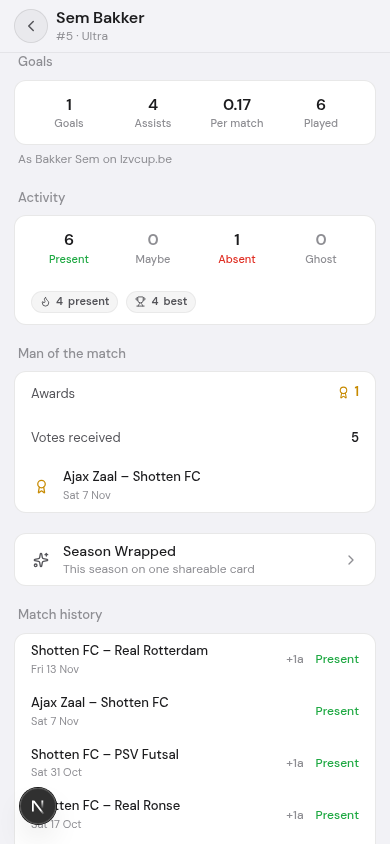 Sem Bakker
#5 · Ultra
Goals
1 4 0.17 6
Goals Assists Per match Played
As Bakker Sem on lzvcup.be
Activity
6 0 1 0
Present Maybe Absent Ghost
4 present 4 best
Man of the match
Awards 1
Votes received 5
Ajax Zaal – Shotten FC
Sat 7 Nov
Season Wrapped
This season on one shareable card
Match history
Shotten FC – Real Rotterdam
Fri 13 Nov
+1a Present
Ajax Zaal – Shotten FC
Sat 7 Nov
Present
Shotten FC – PSV Futsal
Sat 31 Oct
+1a Present
tten FC – Real Ronse
17 Oct
+1a Present
N